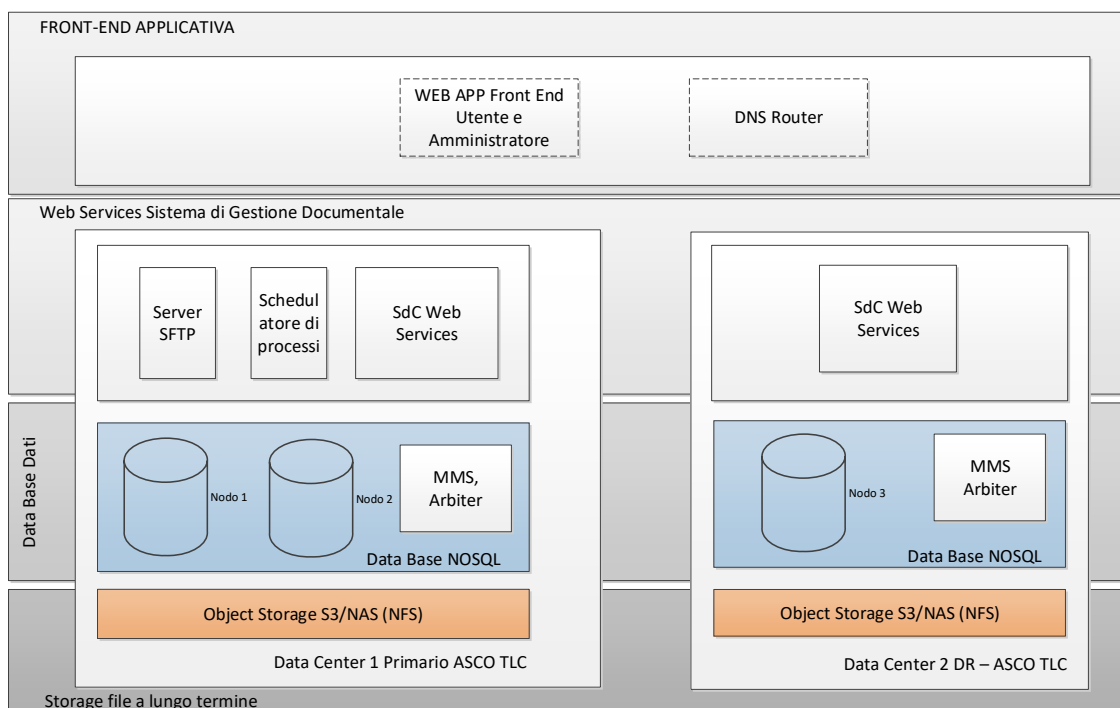 FRONT-END APPLICATIVA
WEB APP Front End
Utente e
Amministratore
DNS Router
Web Services Sistema di Gestione Documentale
Server
SFTP
Schedul
atore di
processi
SdC Web
Services
SdC Web
Services
Data Base Dati
Nodo 1
Nodo 2
MMS,
Arbiter
Data Base NOSQL
Nodo 3
MMS
Arbiter
Data Base NOSQL
Object Storage S3/NAS (NFS)
Object Storage S3/NAS (NFS)
Data Center 1 Primario ASCO TLC
Data Center 2 DR – ASCO TLC
Storage file a lungo termine